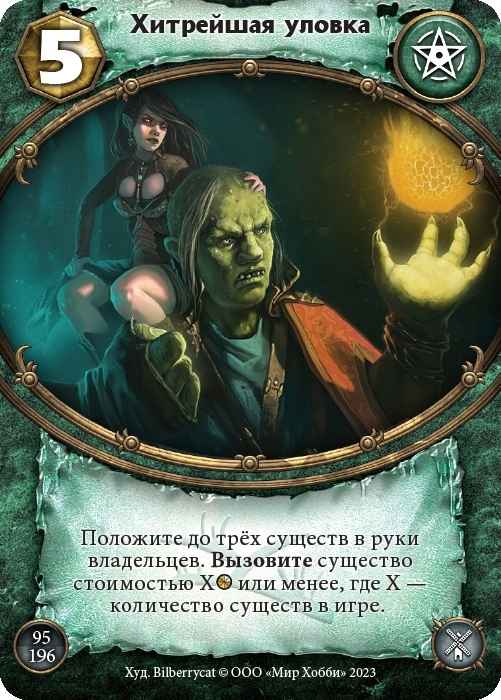 5
Хитрейшая уловка
Положите до трёх существ в руки
владельцев. Вызовите существо
стоимостью X или менее, где X —
количество существ в игре.
95
196
Худ. Bilberrycat © ООО «Мир Хобби» 2023